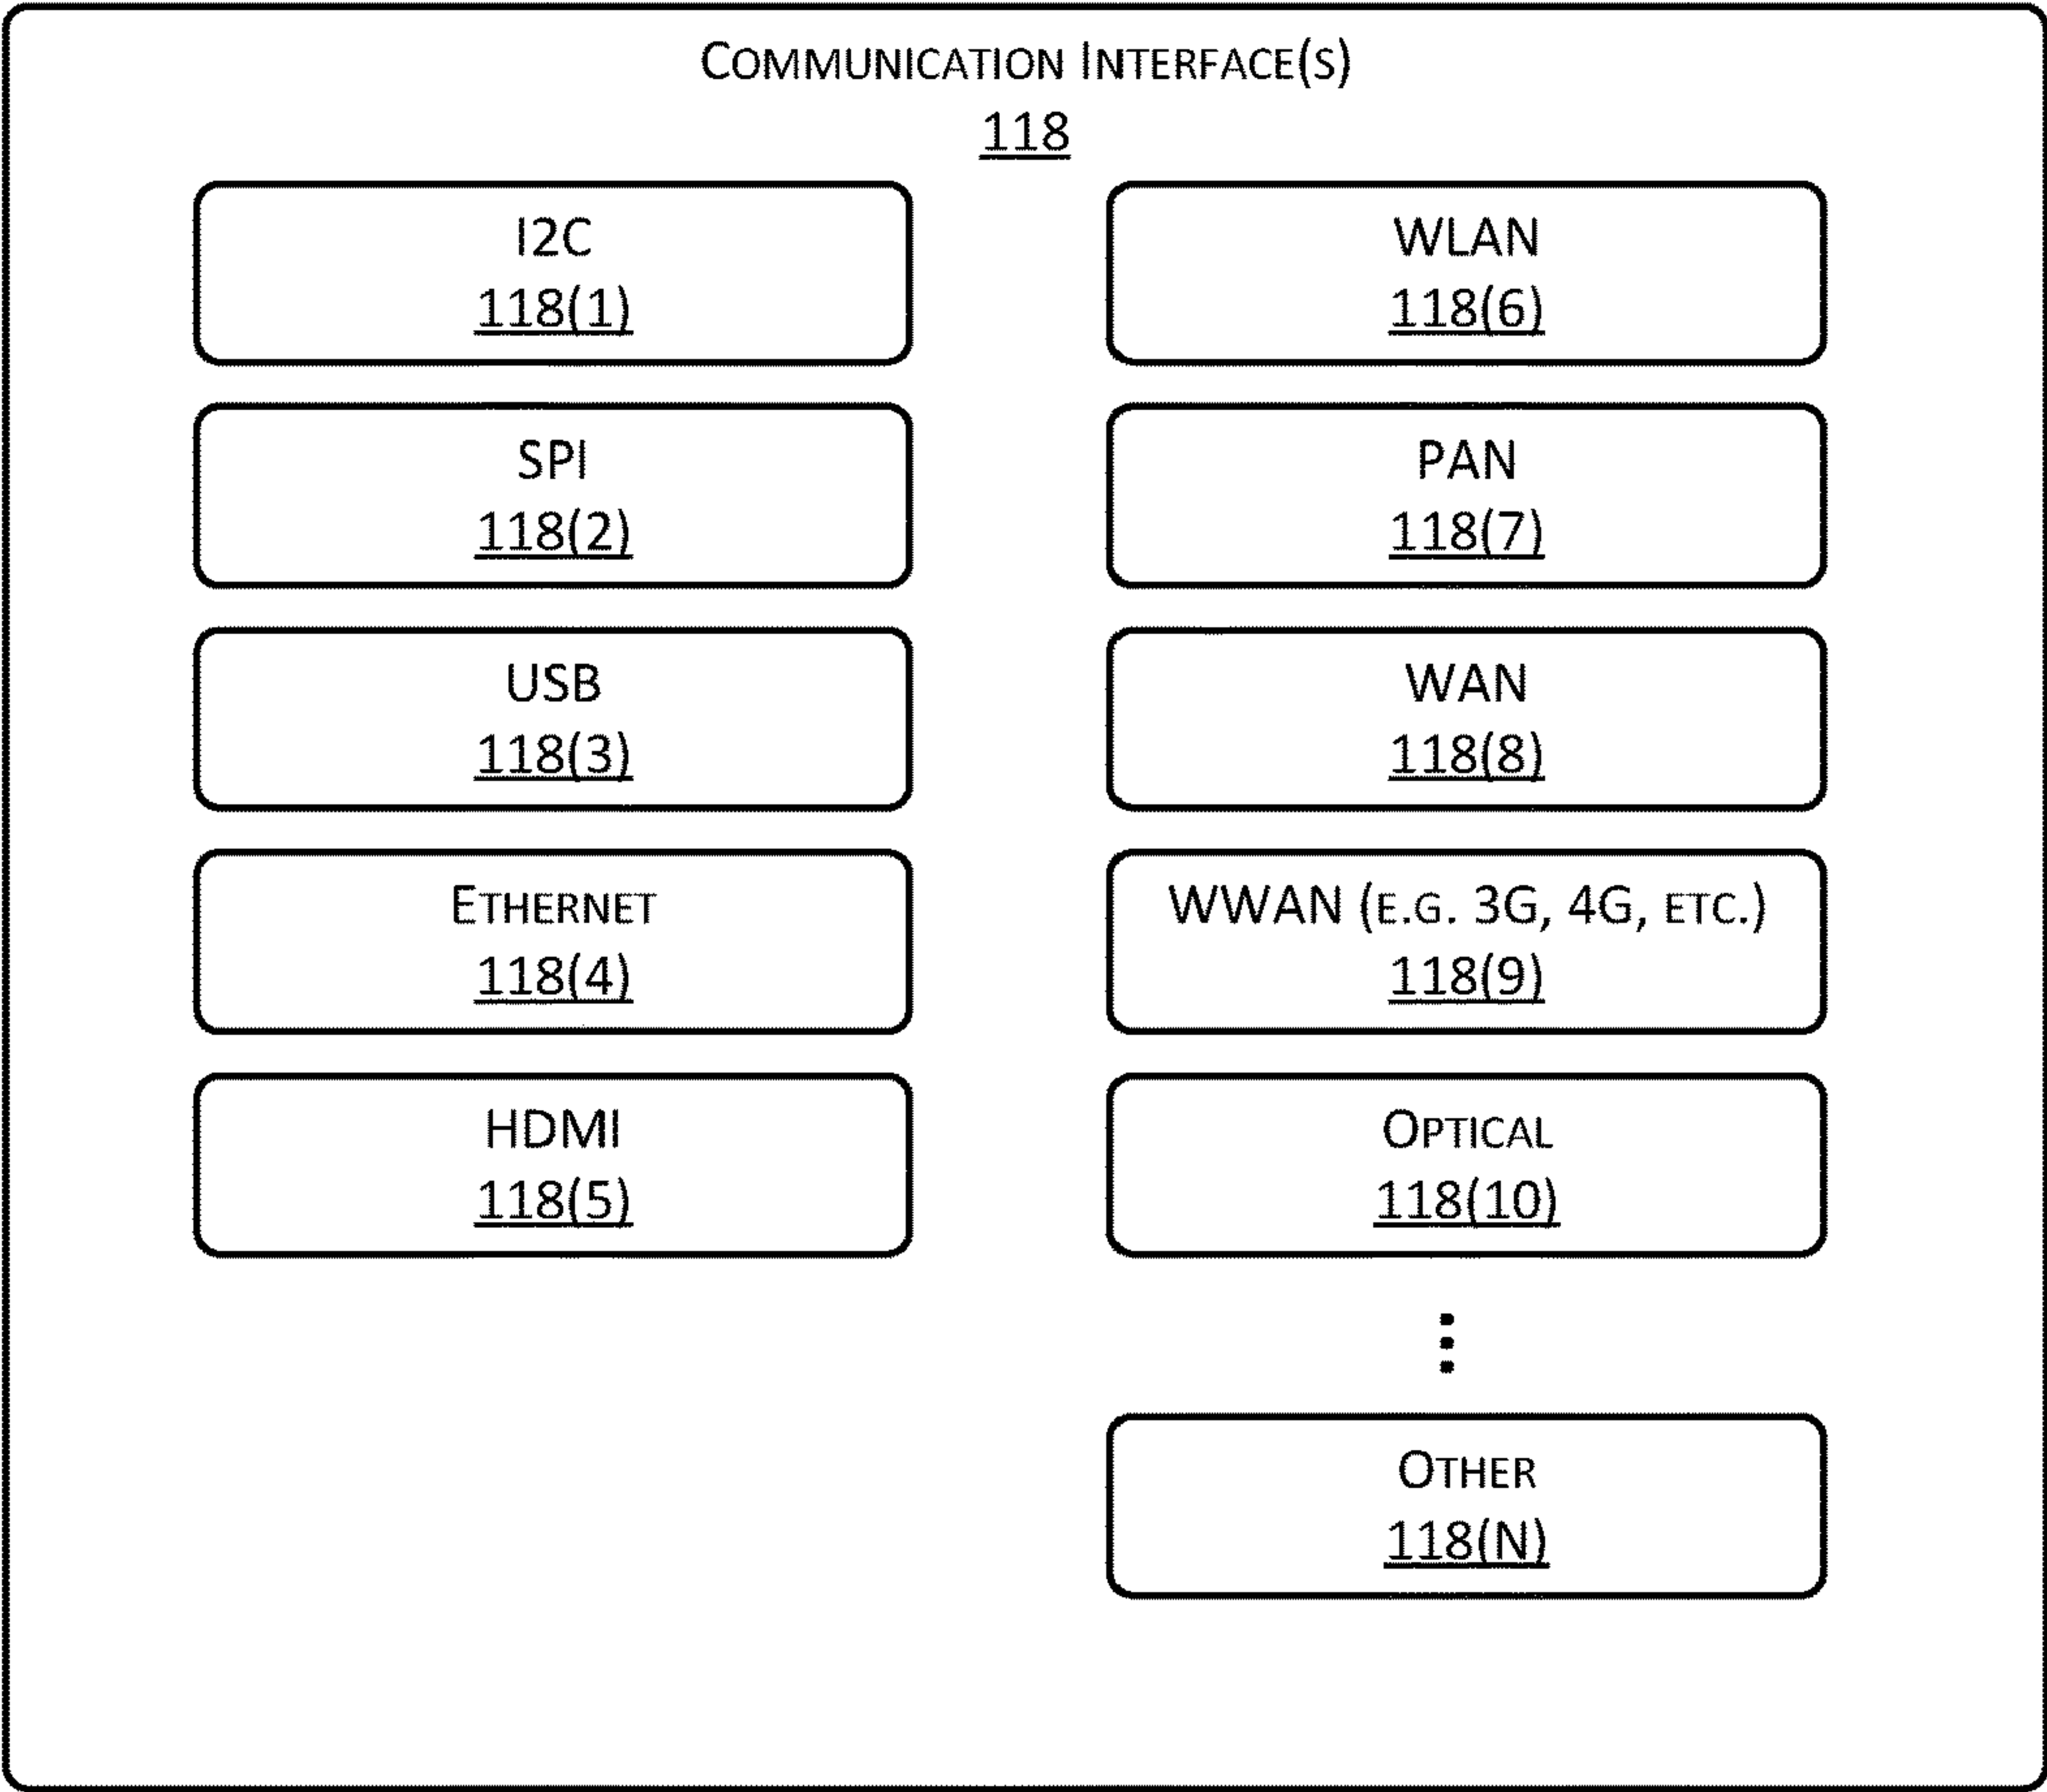 COMMUNICATION INTERFACE(S)
118
I2C
118(1)
SPI
118(2)
USB
118(3)
ETHERNET
118(4)
HDMI
118(5)
WLAN
118(6)
PAN
118(7)
WAN
118(8)
WWAN (E.G. 3G, 4G, ETC.)
118(9)
OPTICAL
118(10)
OTHER
118(N)